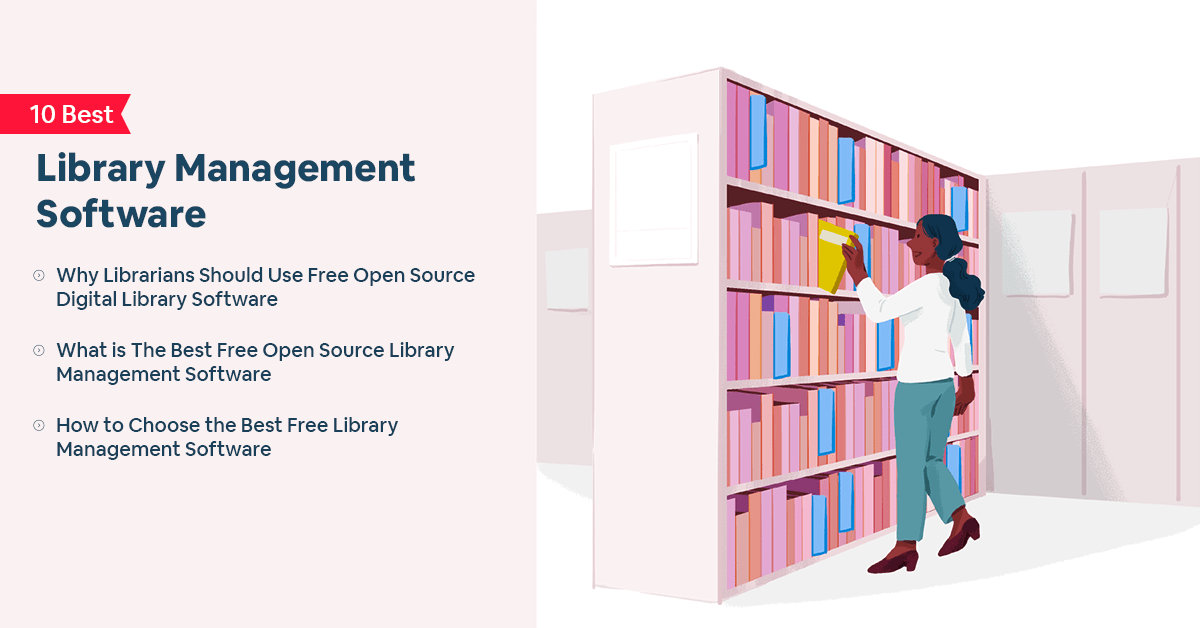 10 Best
Library Management
Software
Why Librarians Should Use Free Open Source
Digital Library Software
What is The Best Free Open Source Library
Management Software
How to Choose the Best Free Library
Management Software